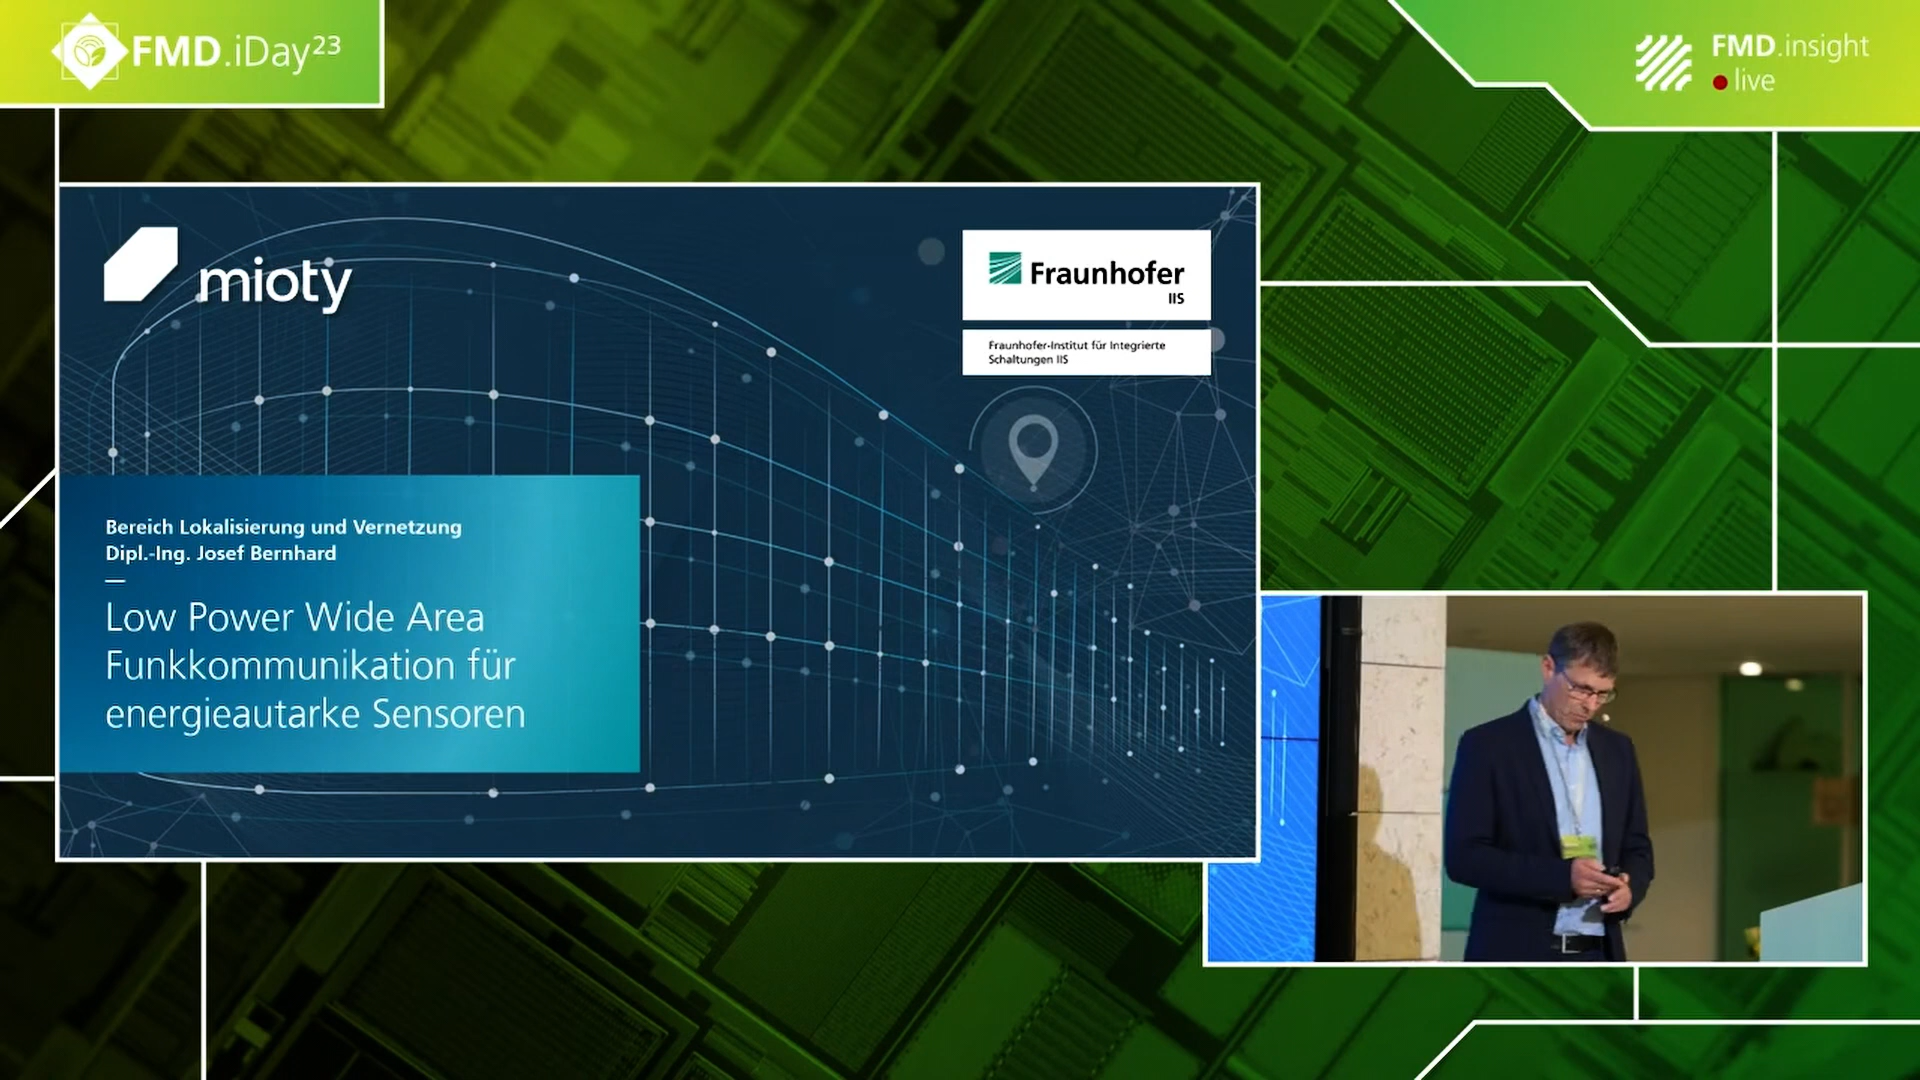 FMD.iDay23
FMD.insight
live
mioty
Fraunhofer
IIS
Fraunhofer-Institut für Integrierte
Schaltungen IIS
Bereich Lokalisierung und Vernetzung
Dipl.-Ing. Josef Bernhard
Low Power Wide Area
Funkkommunikation für
energieautarke Sensoren